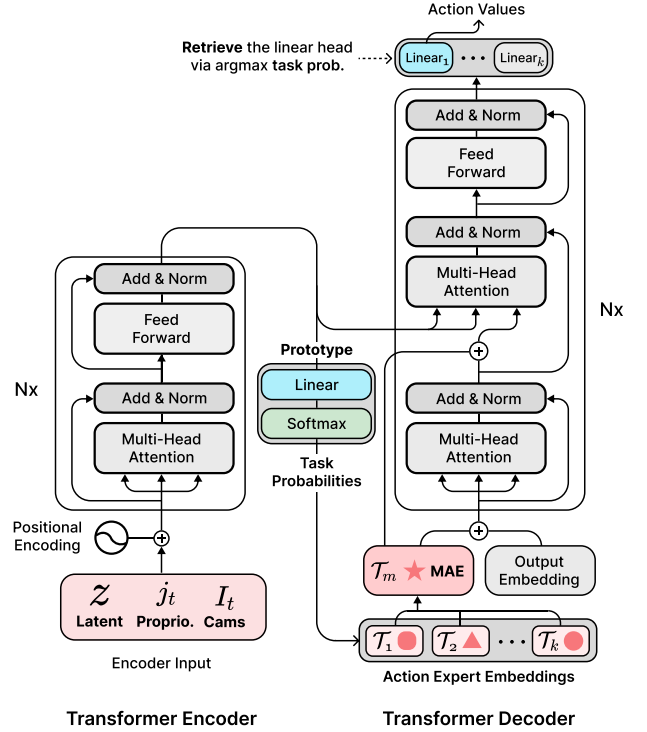 Action Values
Retrieve the linear head
via argmax task prob.
Linear₁ ··· Linearₖ
Add & Norm
Feed
Forward
Add & Norm
Multi-Head
Attention
Nx
Add & Norm
Multi-Head
Attention
Add & Norm
Feed
Forward
Nx
Add & Norm
Multi-Head
Attention
Prototype
Linear
Softmax
Task
Probabilities
Positional
Encoding
z jₜ Iₜ
Latent Proprio. Cams
Encoder Input
𝒯ₘ MAE
Output
Embedding
𝒯₁ 𝒯₂ ··· 𝒯ₖ
Action Expert Embeddings
Transformer Encoder
Transformer Decoder